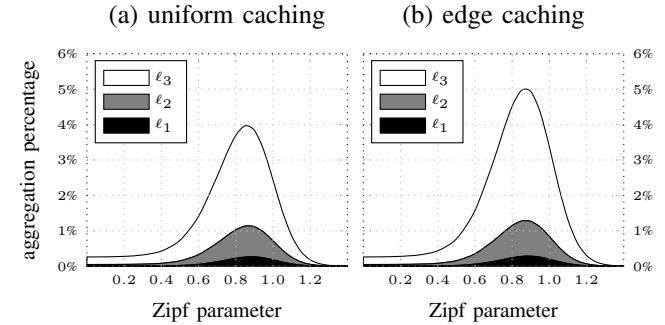 (a) uniform caching
(b) edge caching
aggregation percentage
6%
5%
4%
3%
2%
1%
0%
ℓ3
ℓ2
ℓ1
0.2 0.4 0.6 0.8 1.0 1.2
Zipf parameter
ℓ3
ℓ2
ℓ1
6%
5%
4%
3%
2%
1%
0%
0.2 0.4 0.6 0.8 1.0 1.2
Zipf parameter